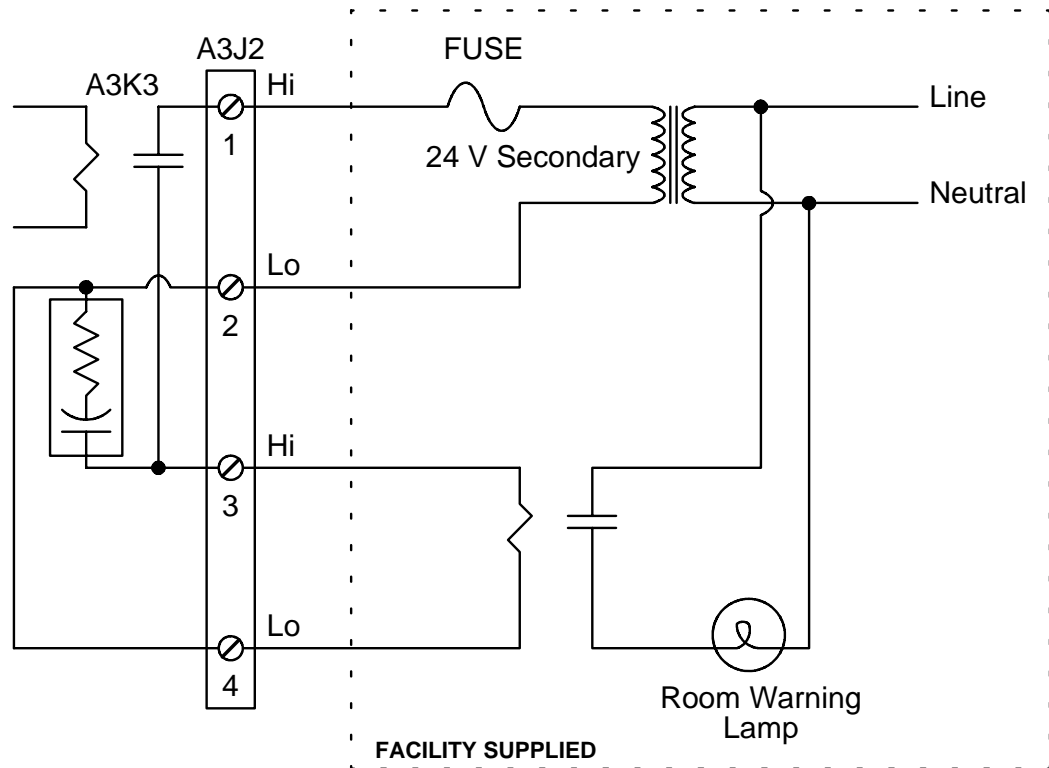 A3J2
FUSE
A3K3
Hi
Line
1
24 V Secondary
Neutral
Lo
2
Hi
3
Lo
4
Room Warning
Lamp
FACILITY SUPPLIED